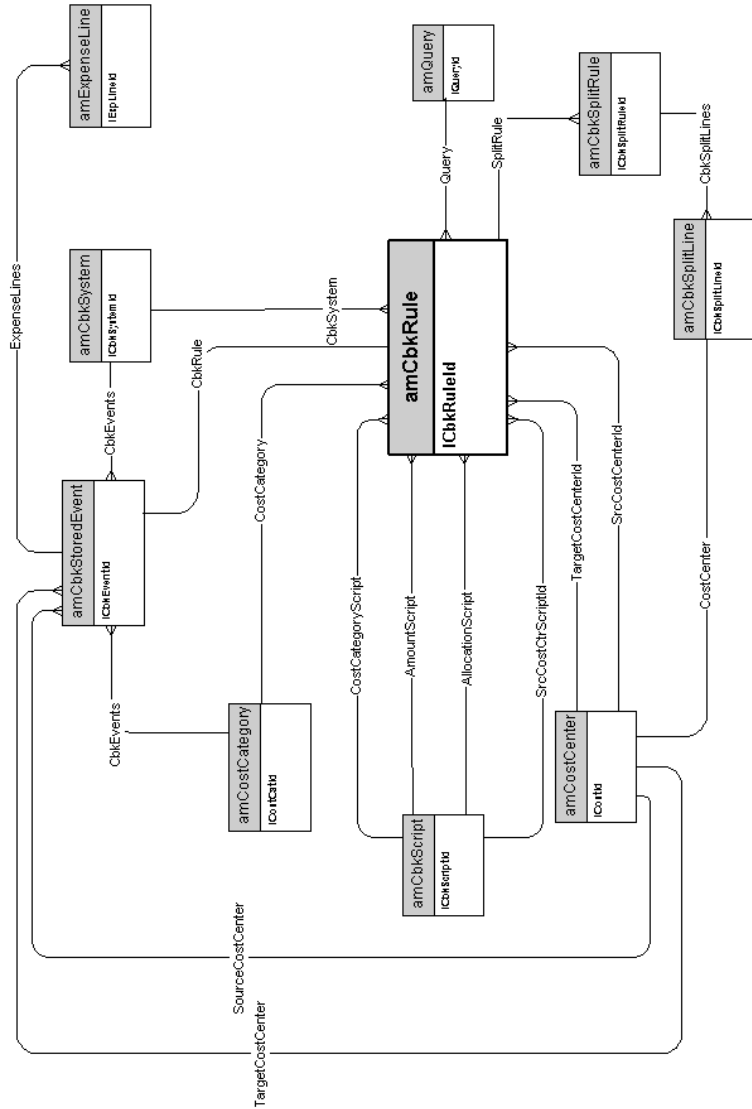 TargetCostCenter
SourceCostCenter
ExpenseLines
amExpenseLine
lExpLineId
amCbkStoredEvent
lCbkEventId
CbkEvents
CbkEvents
amCbkSystem
lCbkSystemId
CbkRule
amCostCategory
lCostCatId
CostCategory
CbkSystem
CostCategoryScript
amCbkScript
lCbkScriptId
AmountScript
AllocationScript
SrcCostCtrScriptId
amCbkRule
lCbkRuleId
Query
amQuery
lQueryId
SplitRule
TargetCostCenterId
SrcCostCenterId
amCostCenter
lCostId
amCbkSplitRule
lCbkSplitRuleId
CostCenter
amCbkSplitLine
lCbkSplitLineId
CbkSplitLines